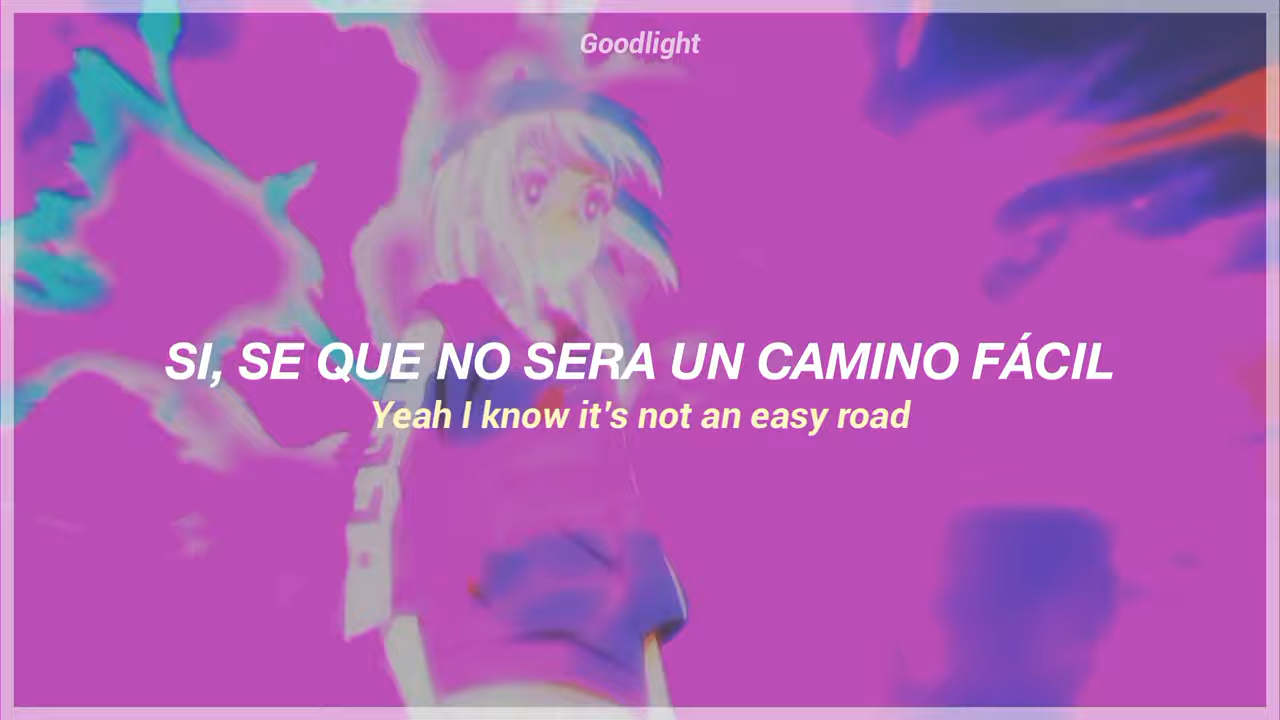 Goodlight
SI, SE QUE NO SERA UN CAMINO FÁCIL
Yeah I know it's not an easy road